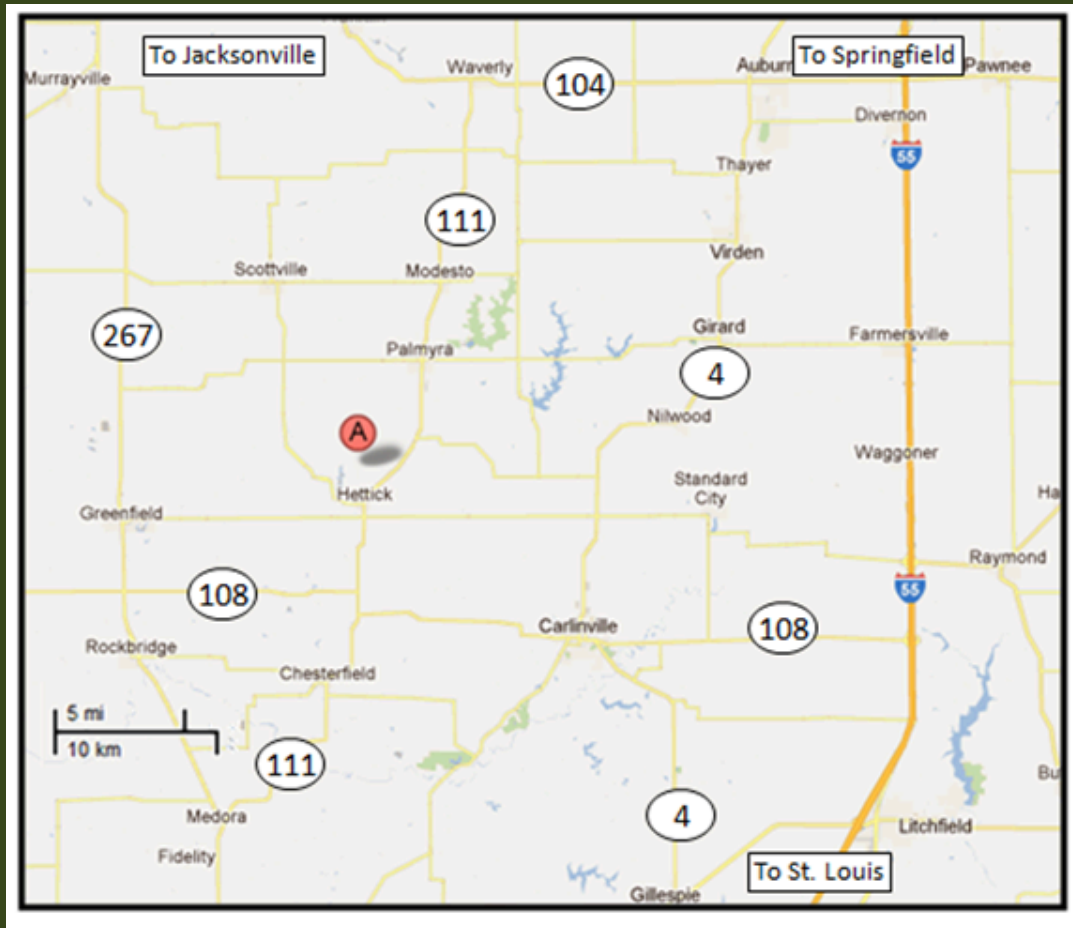 To Jacksonville
To Springfield
Murrayville
Waverly
104
Auburn
Pawnee
Divernon
55
Thayer
111
Virden
Scottville
Modesto
267
Girard
Farmersville
Palmyra
4
Nilwood
A
Waggoner
Standard
City
Hettick
Greenfield
Ha
Raymond
55
108
Carlinville
108
Rockbridge
Chesterfield
5 mi
10 km
111
Bu
Medora
4
Litchfield
Fidelity
To St. Louis
Gillespie